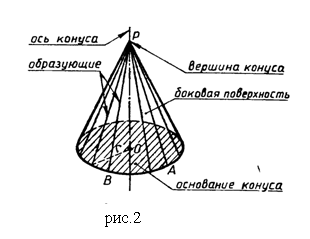 ось конуса
P
образующие
вершина конуса
боковая поверхность
r
O
A
B
основание конуса
рис.2